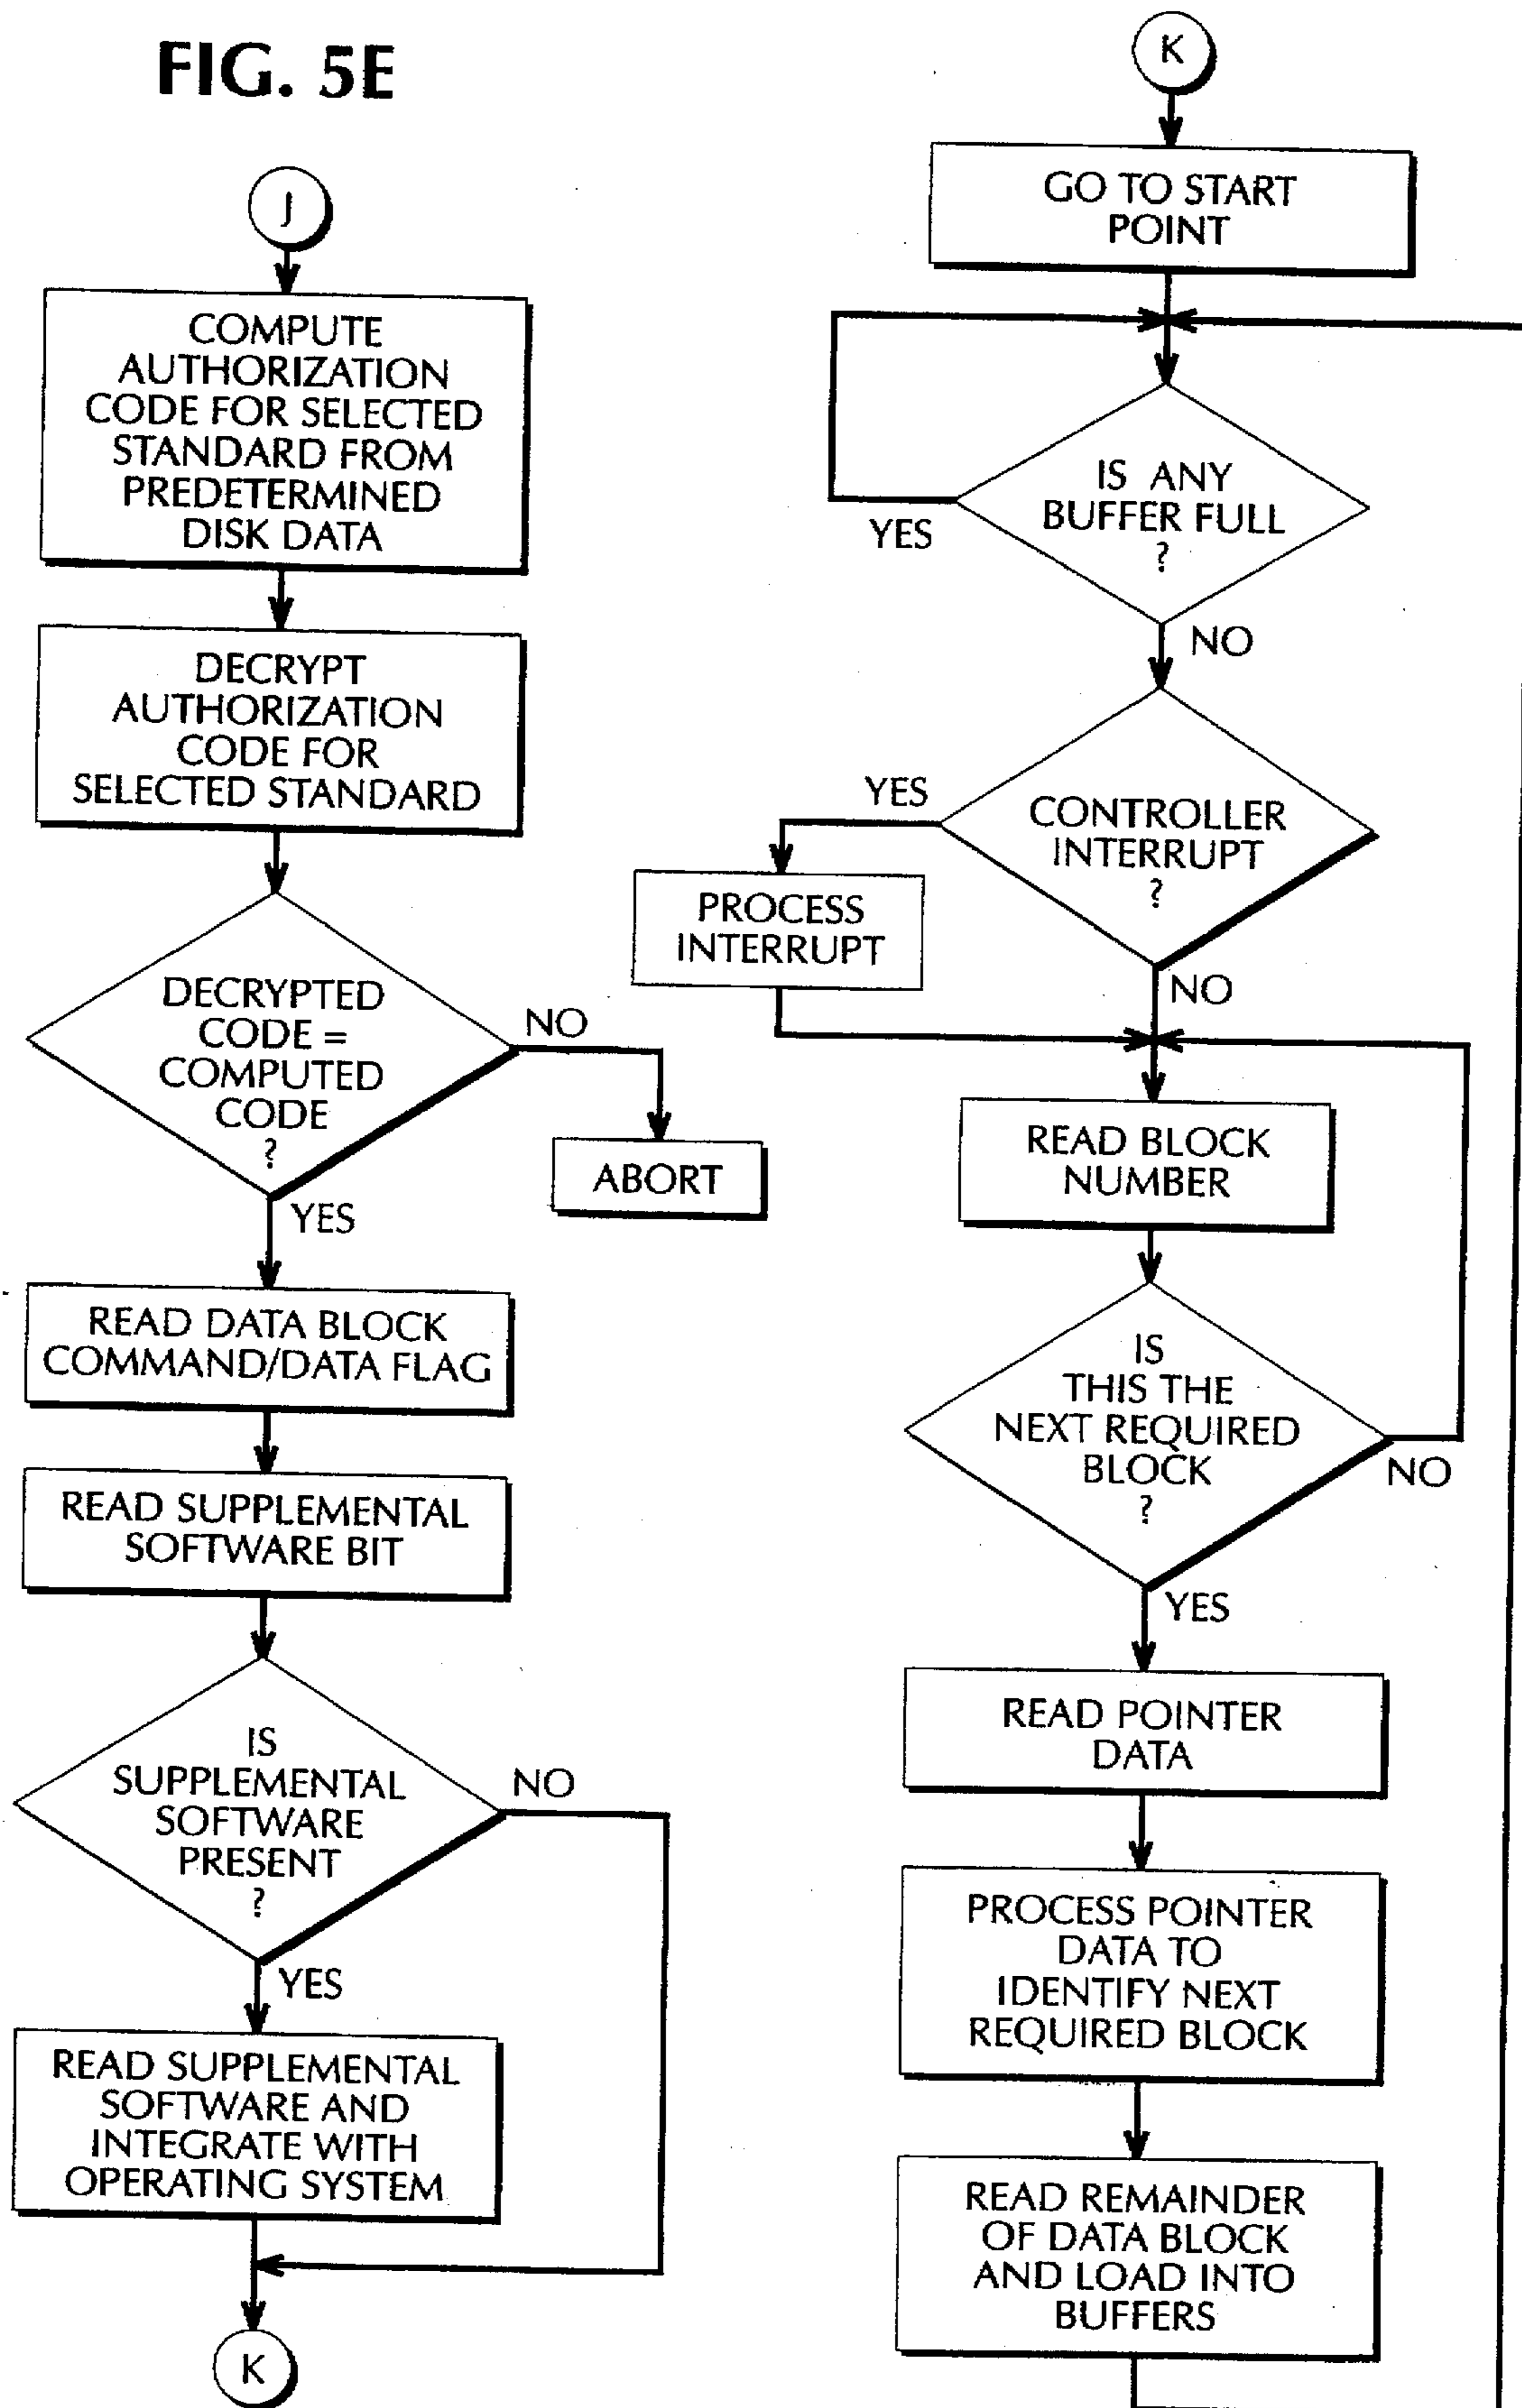 FIG. 5E
J
COMPUTE
AUTHORIZATION
CODE FOR SELECTED
STANDARD FROM
PREDETERMINED
DISK DATA
DECRYPT
AUTHORIZATION
CODE FOR
SELECTED STANDARD
DECRYPTED
CODE =
COMPUTED
CODE
?
NO
ABORT
YES
READ DATA BLOCK
COMMAND/DATA FLAG
READ SUPPLEMENTAL
SOFTWARE BIT
IS
SUPPLEMENTAL
SOFTWARE
PRESENT
?
NO
YES
READ SUPPLEMENTAL
SOFTWARE AND
INTEGRATE WITH
OPERATING SYSTEM
K
K
GO TO START
POINT
IS ANY
BUFFER FULL
?
YES
NO
CONTROLLER
INTERRUPT
?
YES
PROCESS
INTERRUPT
NO
READ BLOCK
NUMBER
IS
THIS THE
NEXT REQUIRED
BLOCK
?
NO
YES
READ POINTER
DATA
PROCESS POINTER
DATA TO
IDENTIFY NEXT
REQUIRED BLOCK
READ REMAINDER
OF DATA BLOCK
AND LOAD INTO
BUFFERS